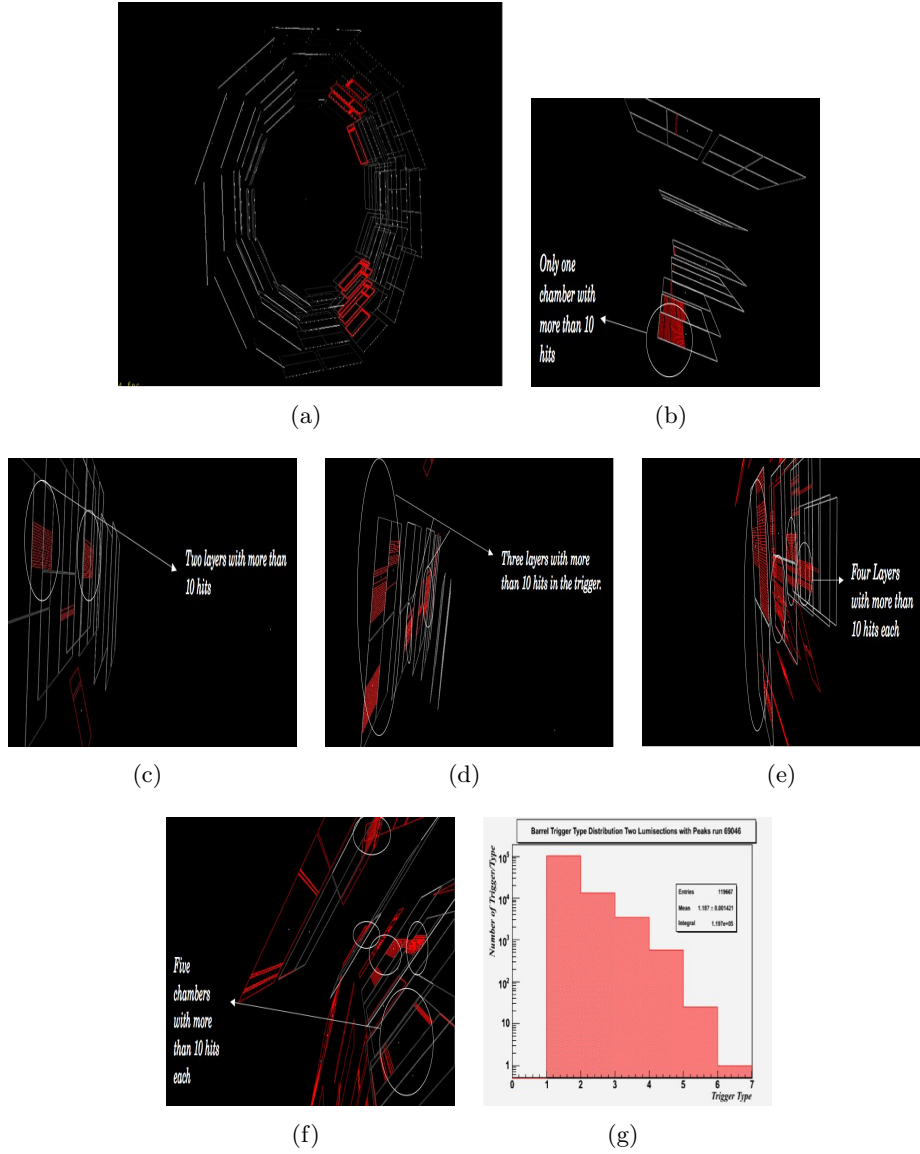 (a)
Only one
chamber with
more than 10
hits
(b)
Two layers with more than
10 hits
(c)
Three layers with more
than 10 hits in the trigger.
(d)
Four Layers
with more than
10 hits each
(e)
Five
chambers
with more
than 10 hits
each
(f)
Barrel Trigger Type Distribution Two Lumisections with Peaks run 69046
Number of Trigger/Type
10⁵
10⁴
10³
10²
10
1
Entries 119667
Mean 1.187 ± 0.001421
Integral 1.197e+05
0 1 2 3 4 5 6 7
Trigger Type
(g)